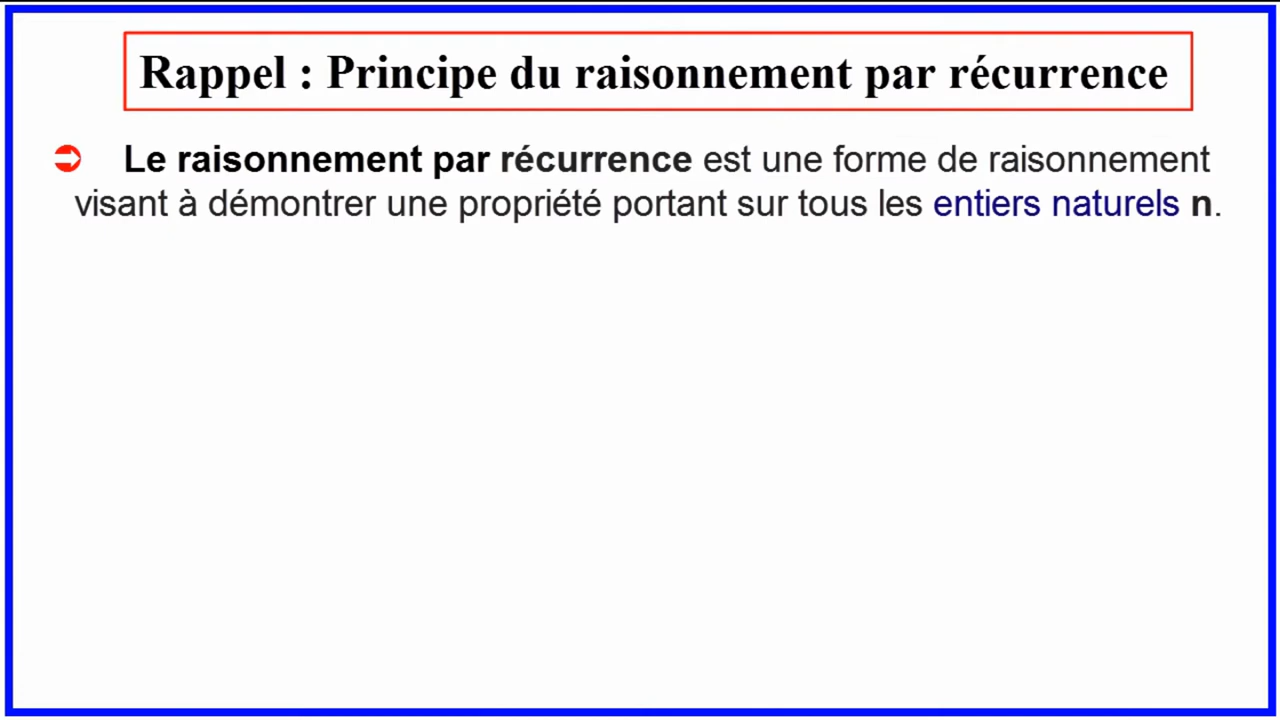 Rappel : Principe du raisonnement par récurrence
Le raisonnement par récurrence est une forme de raisonnement
visant à démontrer une propriété portant sur tous les entiers naturels n.